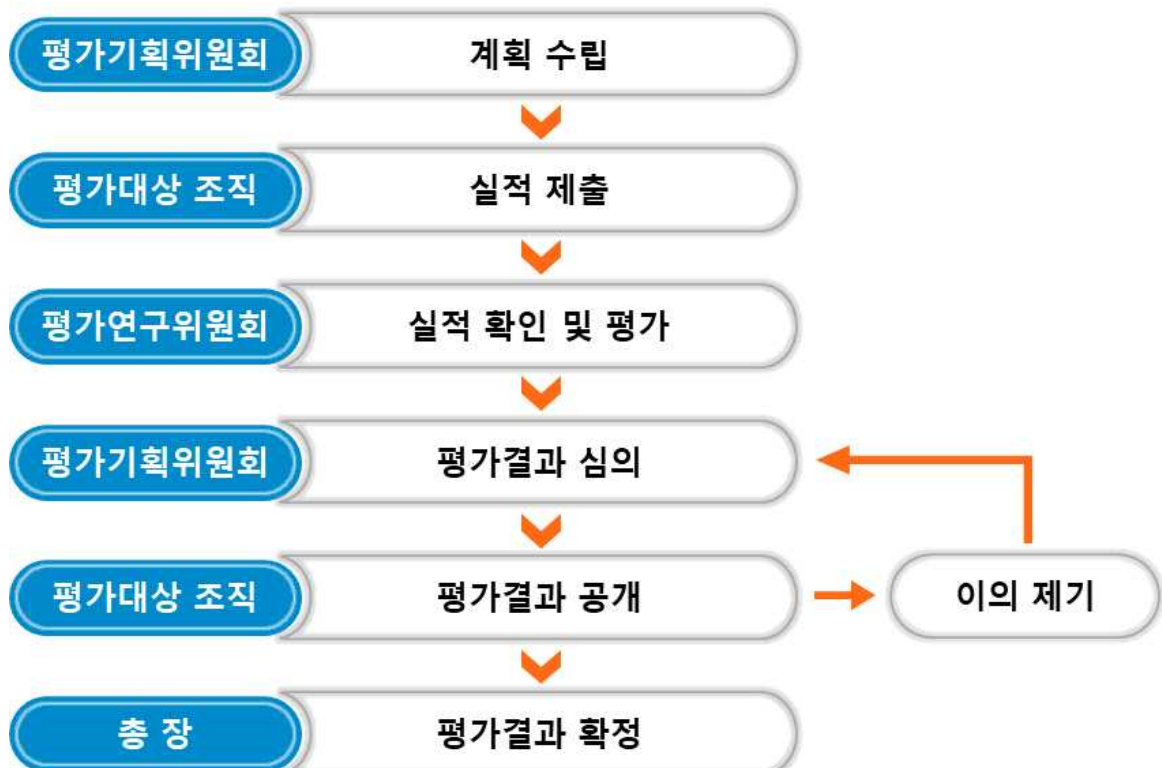 평가기획위원회 계획 수립
평가대상 조직 실적 제출
평가연구위원회 실적 확인 및 평가
평가기획위원회 평가결과 심의
평가대상 조직 평가결과 공개 이의 제기
총 장 평가결과 확정